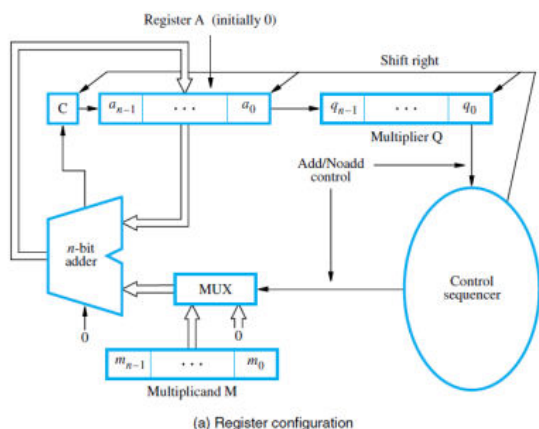 Register A (initially 0)
Shift right
C
a_{n-1} ... a_0
q_{n-1} ... q_0
Multiplier Q
Add/Noadd
control
n-bit
adder
MUX
Control
sequencer
0
0
m_{n-1} ... m_0
Multiplicand M
(a) Register configuration